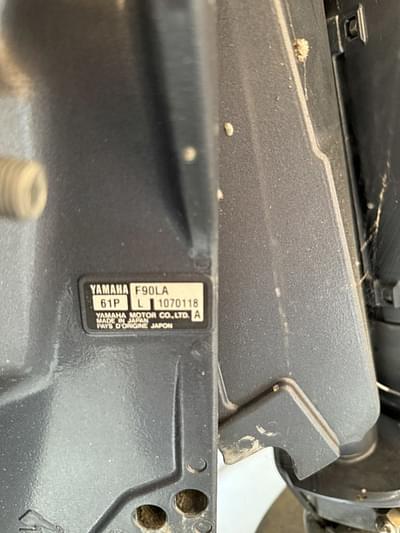 YAMAHA F90LA
61P L 1070118
YAMAHA MOTOR CO.,LTD. A
MADE IN JAPAN
PAYS D'ORIGINE JAPON